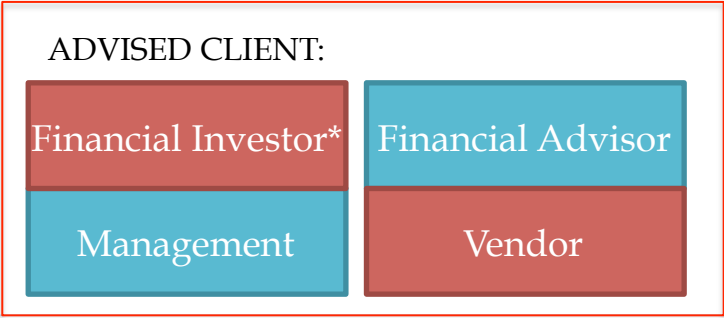 ADVISED CLIENT:
Financial Investor*
Financial Advisor
Management
Vendor